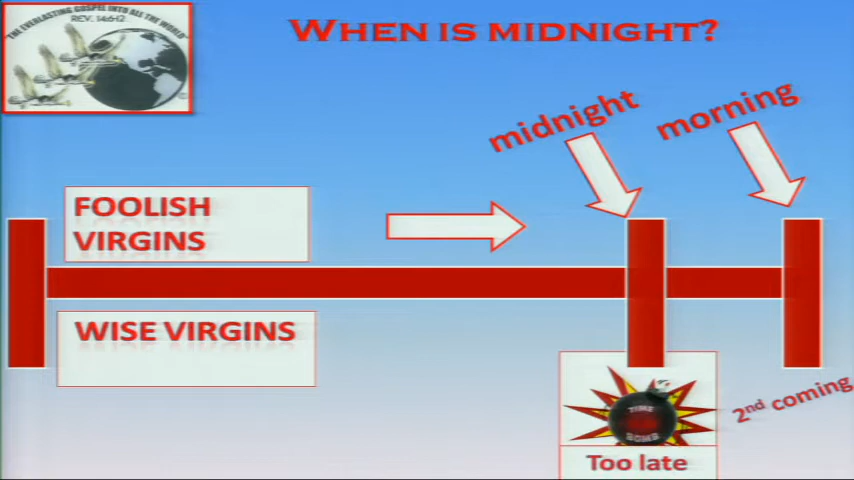 "THE EVERLASTING GOSPEL INTO ALL THE WORLD"
REV. 14:6-12
WHEN IS MIDNIGHT?
midnight
morning
FOOLISH
VIRGINS
WISE VIRGINS
TIME
BOMB
Too late
2nd coming